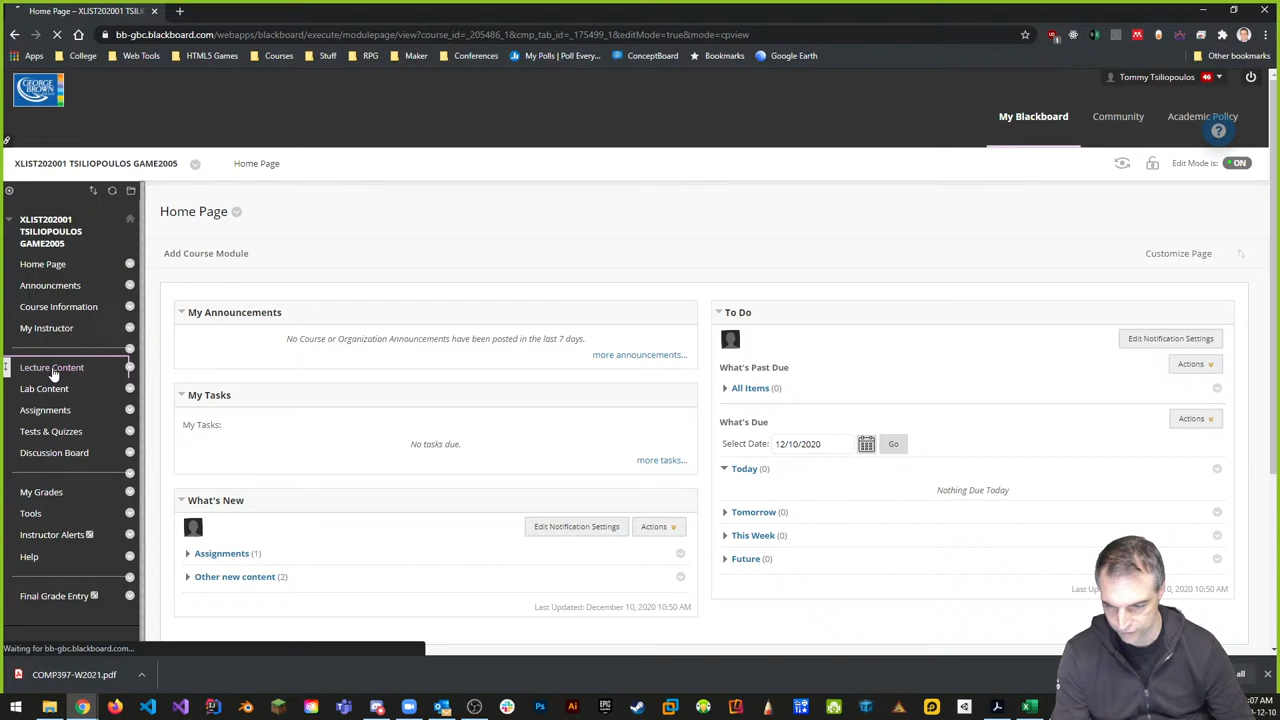 Home Page – XLIST202001 TSILIOP
bb-gbc.blackboard.com/webapps/blackboard/execute/modulepage/view?course_id=_205486_1&cmp_tab_id=_175499_1&editMode=true&mode=cpview
Apps College Web Tools HTML5 Games Courses Stuff RPG Maker Conferences My Polls | Poll Every... ConceptBoard Bookmarks Google Earth Other bookmarks
GEORGE BROWN
Tommy Tsiliopoulos 46
My Blackboard Community Academic Policy
XLIST202001 TSILIOPOULOS GAME2005 Home Page Edit Mode is: ON
XLIST202001
TSILIOPOULOS
GAME2005
Home Page
Announcments
Course Information
My Instructor
Lecture Content
Lab Content
Assignments
Tests & Quizzes
Discussion Board
My Grades
Tools
Instructor Alerts
Help
Final Grade Entry
Home Page
Add Course Module Customize Page
My Announcements
No Course or Organization Announcements have been posted in the last 7 days.
more announcements...
My Tasks
My Tasks:
No tasks due.
more tasks...
What's New
Edit Notification Settings Actions
Assignments (1)
Other new content (2)
Last Updated: December 10, 2020 10:50 AM
To Do
Edit Notification Settings
Actions
What's Past Due
All Items (0)
Actions
What's Due
Select Date: 12/10/2020 Go
Today (0)
Nothing Due Today
Tomorrow (0)
This Week (0)
Future (0)
10, 2020 10:50 AM
Waiting for bb-gbc.blackboard.com...
COMP397-W2021.pdf